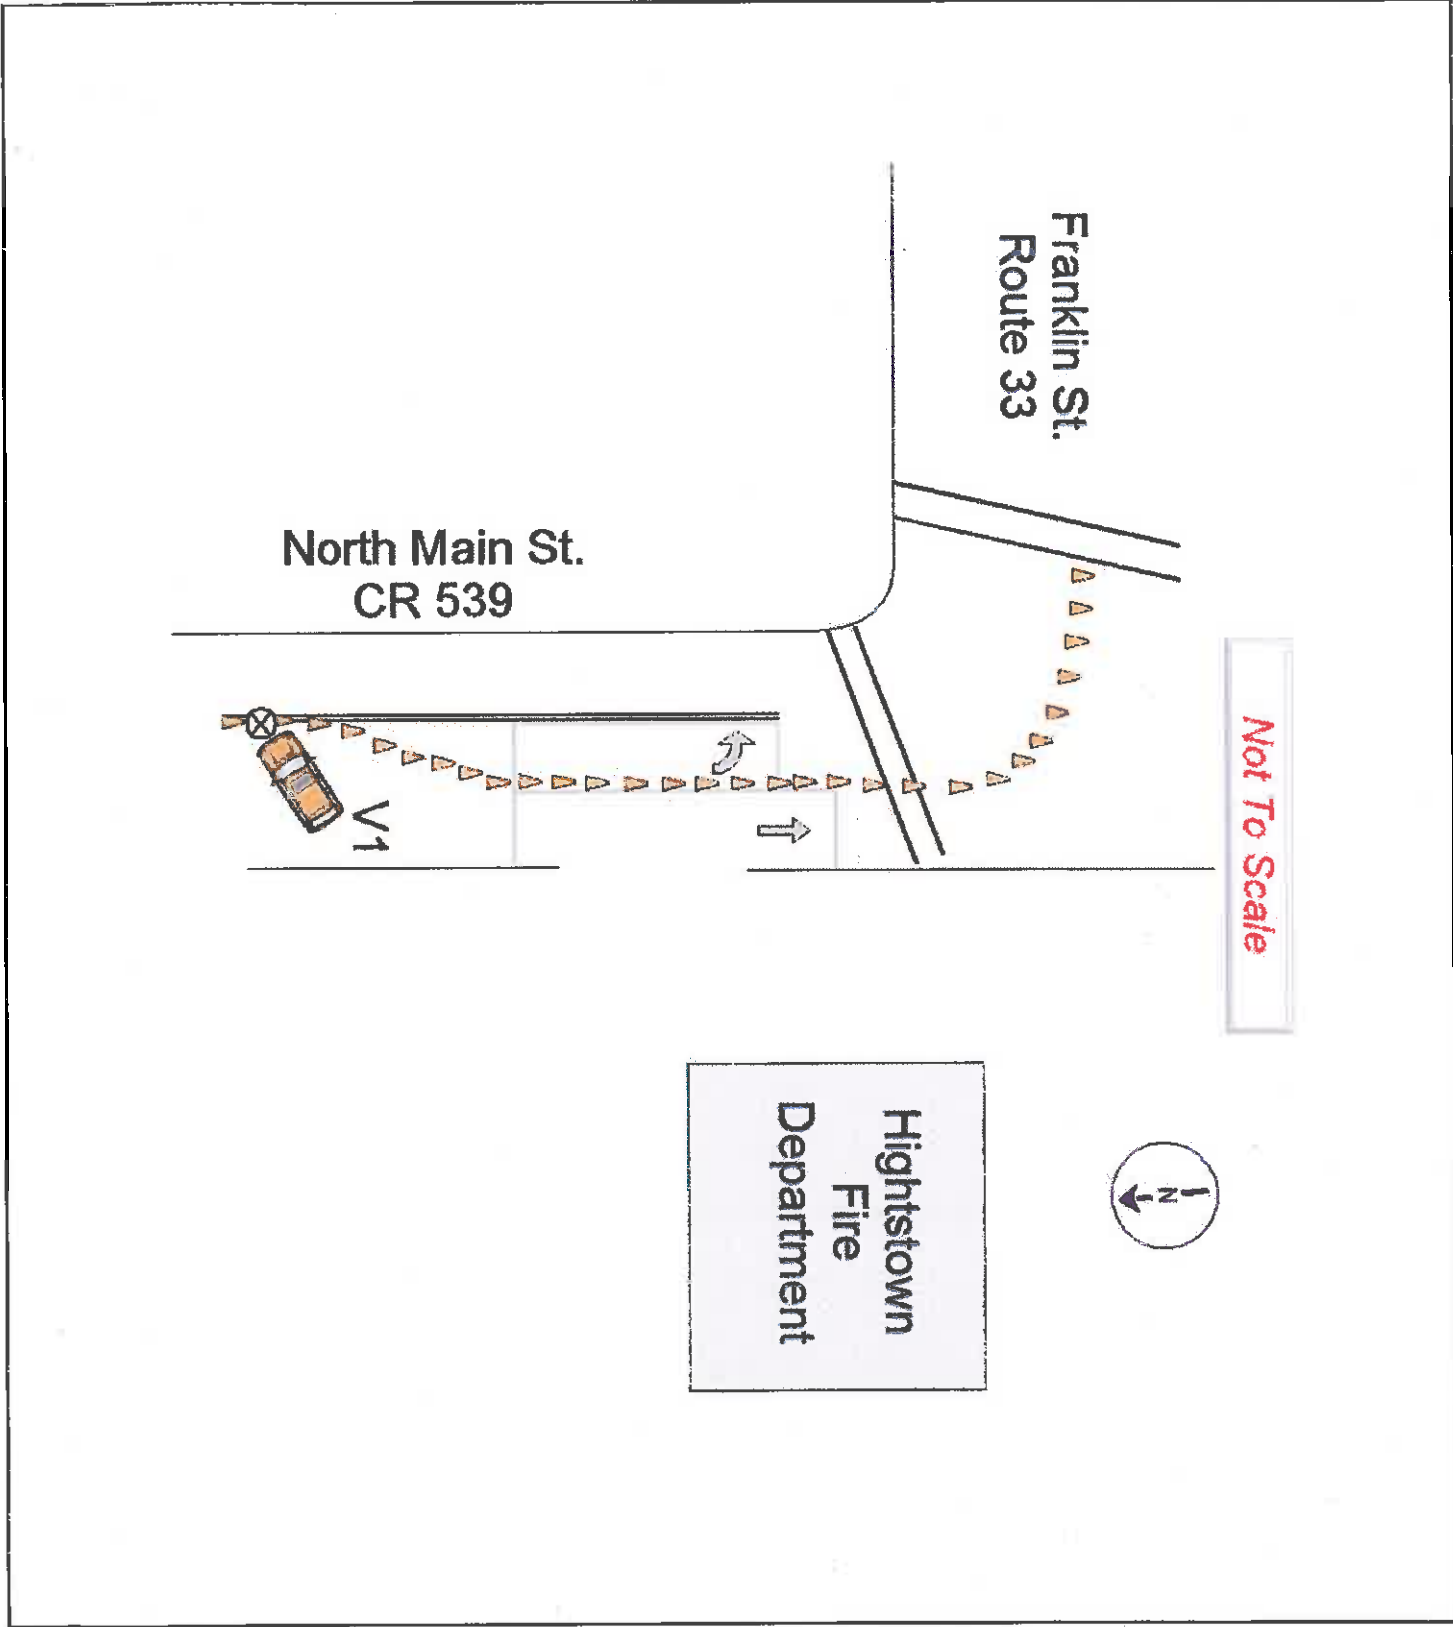 Franklin St.
Route 33
North Main St.
CR 539
V1
Not To Scale
Hightstown
Fire
Department
N